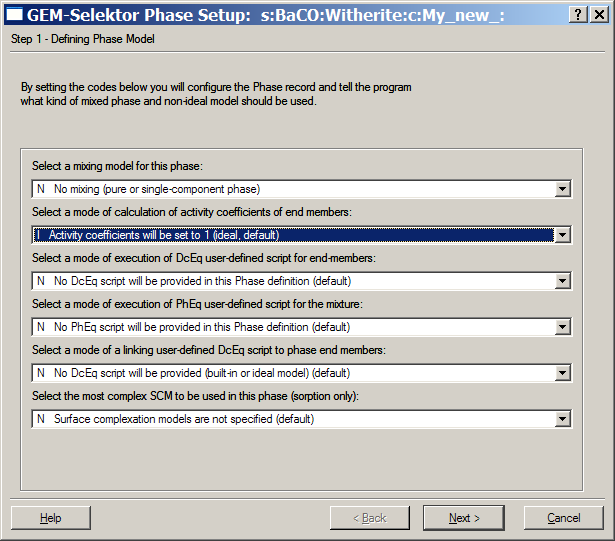 GEM-Selektor Phase Setup: s:BaCO:Witherite:c:My_new_:
Step 1 - Defining Phase Model
By setting the codes below you will configure the Phase record and tell the program
what kind of mixed phase and non-ideal model should be used.
Select a mixing model for this phase:
N No mixing (pure or single-component phase)
Select a mode of calculation of activity coefficients of end members:
I Activity coefficients will be set to 1 (ideal, default)
Select a mode of execution of DcEq user-defined script for end-members:
N No DcEq script will be provided in this Phase definition (default)
Select a mode of execution of PhEq user-defined script for the mixture:
N No PhEq script will be provided in this Phase definition (default)
Select a mode of a linking user-defined DcEq script to phase end members:
N No DcEq script will be provided (built-in or ideal model) (default)
Select the most complex SCM to be used in this phase (sorption only):
N Surface complexation models are not specified (default)
Help < Back Next > Cancel